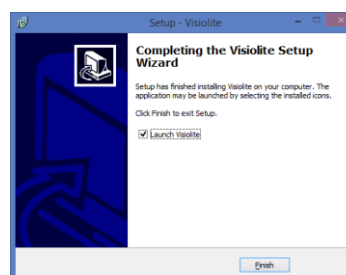 Setup - Visiolite
Completing the Visiolite Setup
Wizard
Setup has finished installing Visiolite on your computer. The
application may be launched by selecting the installed icons.
Click Finish to exit Setup.
Launch Visiolite
Finish